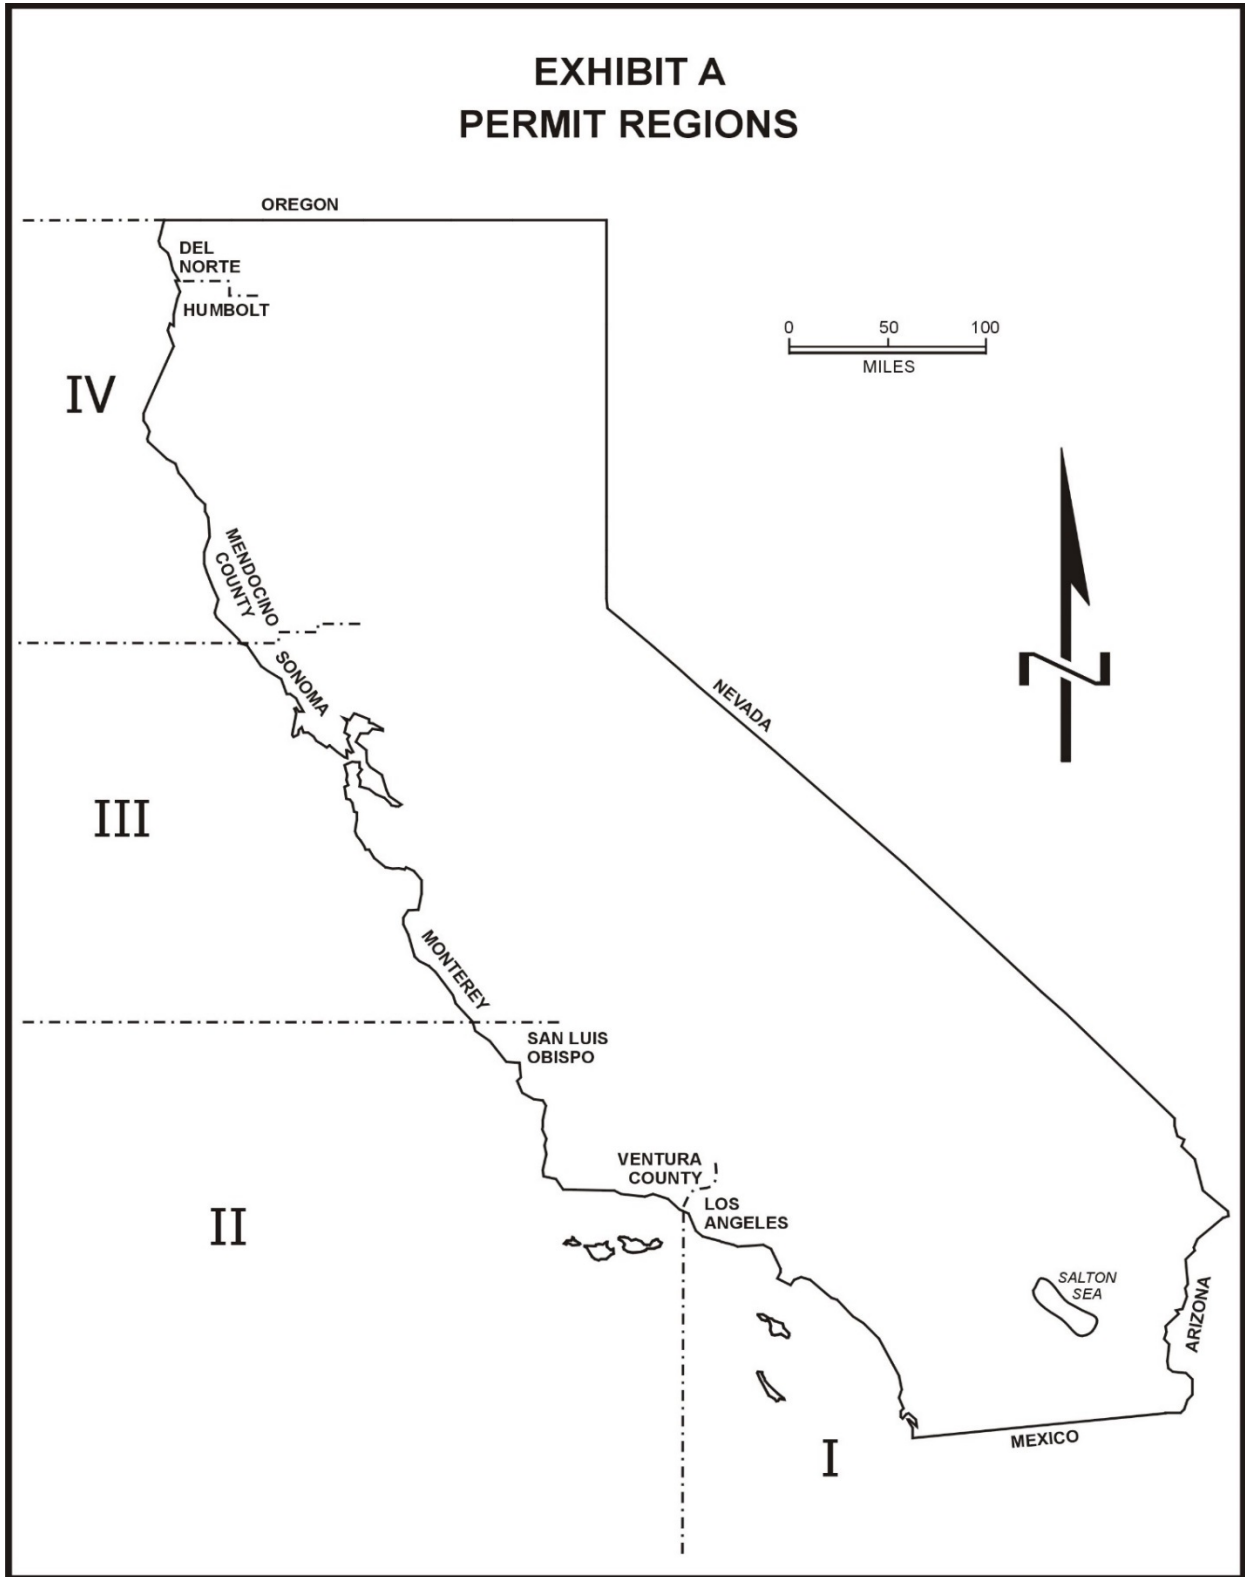 EXHIBIT A
PERMIT REGIONS
OREGON
DEL
NORTE
HUMBOLT
0 50 100
MILES
IV
MENDOCINO
COUNTY
SONOMA
NEVADA
III
MONTEREY
SAN LUIS
OBISPO
VENTURA
COUNTY
LOS
ANGELES
II
SALTON
SEA
ARIZONA
MEXICO
I
N